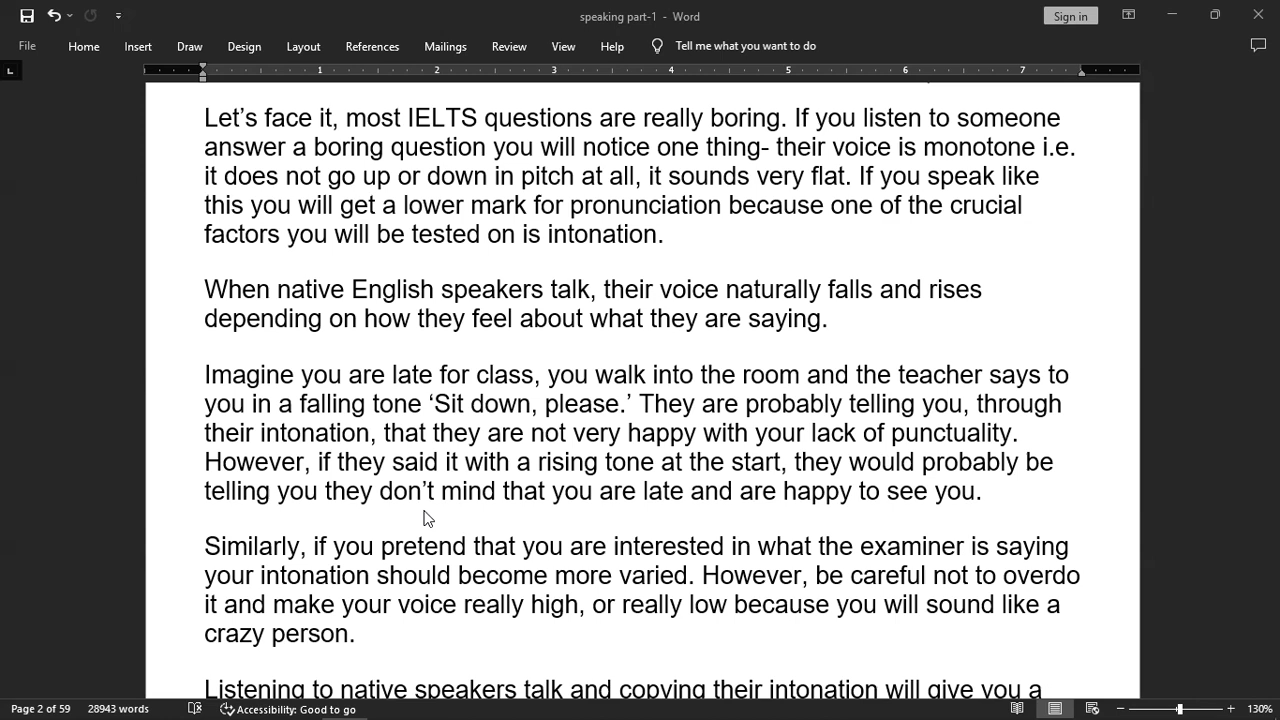 speaking part-1 - Word
Sign in
File Home Insert Draw Design Layout References Mailings Review View Help Tell me what you want to do
1 2 3 4 5 6 7
Let’s face it, most IELTS questions are really boring. If you listen to someone
answer a boring question you will notice one thing- their voice is monotone i.e.
it does not go up or down in pitch at all, it sounds very flat. If you speak like
this you will get a lower mark for pronunciation because one of the crucial
factors you will be tested on is intonation.
When native English speakers talk, their voice naturally falls and rises
depending on how they feel about what they are saying.
Imagine you are late for class, you walk into the room and the teacher says to
you in a falling tone ‘Sit down, please.’ They are probably telling you, through
their intonation, that they are not very happy with your lack of punctuality.
However, if they said it with a rising tone at the start, they would probably be
telling you they don’t mind that you are late and are happy to see you.
Similarly, if you pretend that you are interested in what the examiner is saying
your intonation should become more varied. However, be careful not to overdo
it and make your voice really high, or really low because you will sound like a
crazy person.
Listening to native speakers talk and copying their intonation will give you a
Page 2 of 59 28943 words Accessibility: Good to go 130%